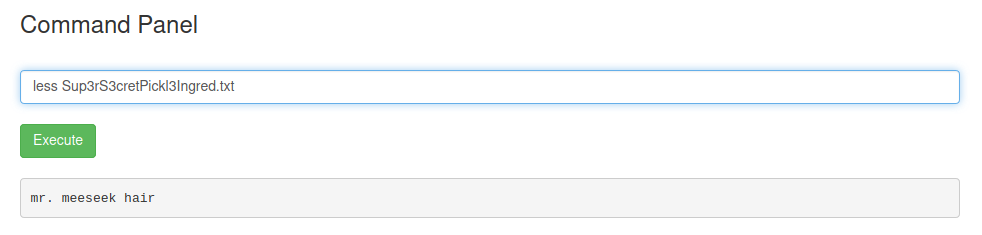 Command Panel
less Sup3rS3cretPickl3Ingred.txt
Execute
mr. meeseek hair